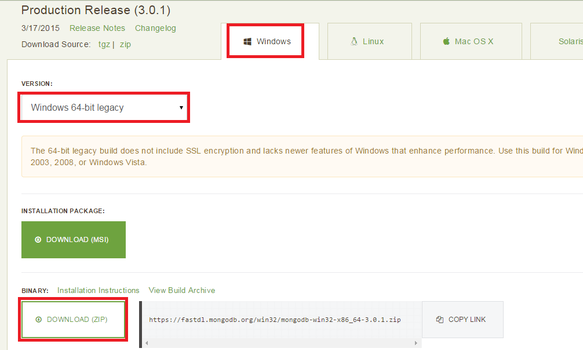 Production Release (3.0.1)
3/17/2015 Release Notes Changelog
Download Source: tgz | zip
Windows Linux Mac OS X Solaris
VERSION:
Windows 64-bit legacy
The 64-bit legacy build does not include SSL encryption and lacks newer features of Windows that enhance performance. Use this build for
2003, 2008, or Windows Vista.
INSTALLATION PACKAGE:
DOWNLOAD (MSI)
BINARY: Installation Instructions View Build Archive
DOWNLOAD (ZIP) https://fastdl.mongodb.org/win32/mongodb-win32-x86_64-3.0.1.zip COPY LINK